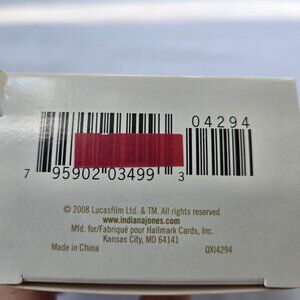 04294
7 95902 03499 3
© 2008 Lucasfilm Ltd. & TM. All rights reserved
www.indianajones.com
Mfd. for/Fabriqué pour Hallmark Cards, Inc.
Kansas City, MO 64141
Made in China QXI4294